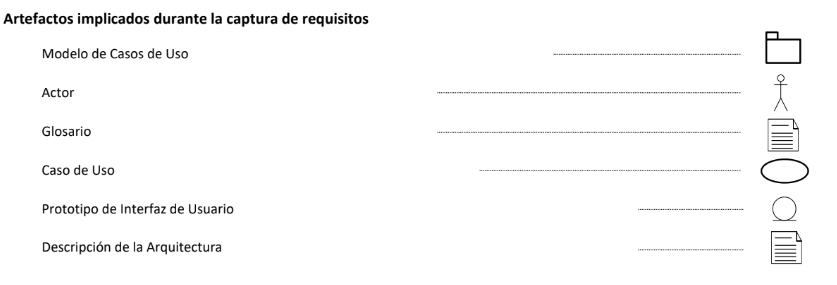 Artefactos implicados durante la captura de requisitos
Modelo de Casos de Uso
Actor
Glosario
Caso de Uso
Prototipo de Interfaz de Usuario
Descripción de la Arquitectura